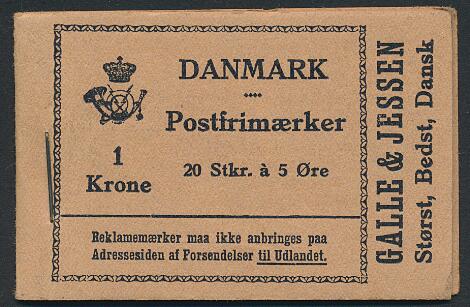 DANMARK
Postfrimærker
1
Krone
20 Stkr. à 5 Øre
Reklamemærker maa ikke anbringes paa
Adressesiden af Forsendelser til Udlandet.
GALLE & JESSEN
Størst, Bedst, Dansk